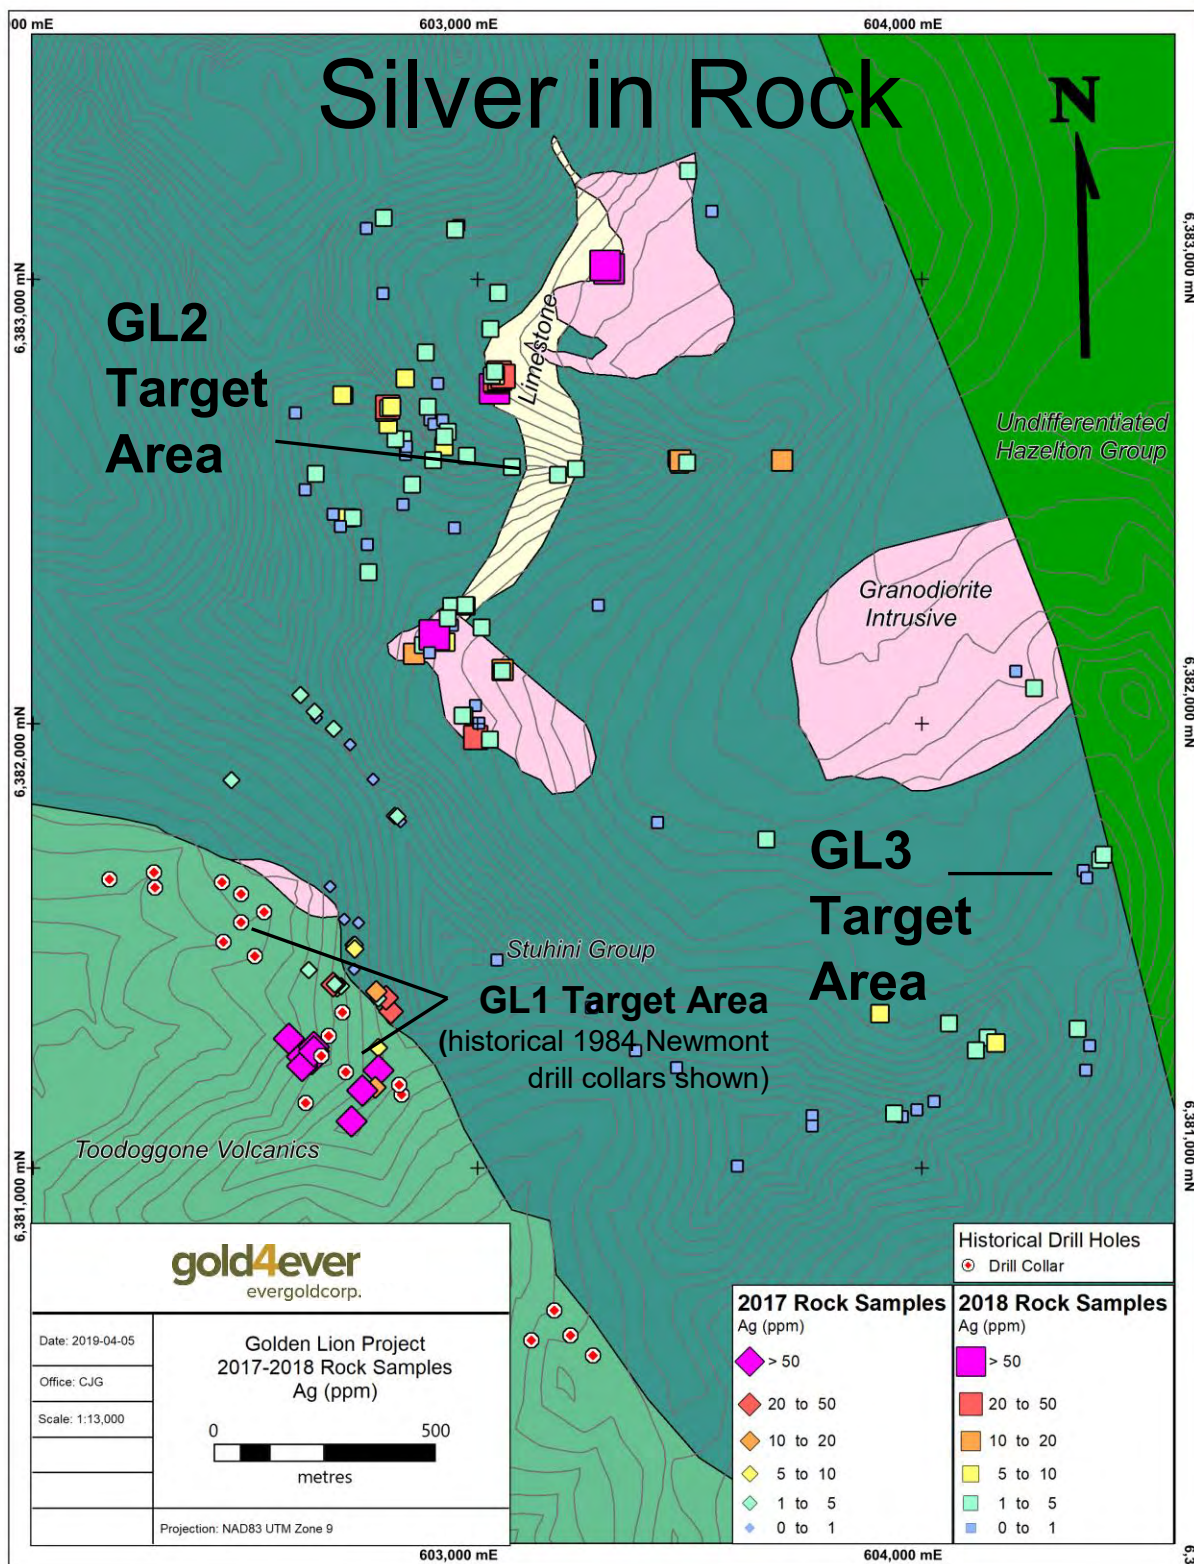 00 mE
603,000 mE
604,000 mE
Silver in Rock
N
6,383,000 mN
6,383,000 mN
GL2
Target
Area
Limestone
Undifferentiated
Hazelton Group
Granodiorite
Intrusive
6,382,000 mN
6,382,000 mN
GL3
Target
Area
Stuhini Group
GL1 Target Area
(historical 1984 Newmont
drill collars shown)
Toodoggone Volcanics
6,381,000 mN
6,381,000 mN
gold4ever
evergoldcorp.
Date: 2019-04-05
Office: CJG
Scale: 1:13,000
Golden Lion Project
2017-2018 Rock Samples
Ag (ppm)
0 500
metres
Projection: NAD83 UTM Zone 9
Historical Drill Holes
Drill Collar
2017 Rock Samples
Ag (ppm)
> 50
20 to 50
10 to 20
5 to 10
1 to 5
0 to 1
2018 Rock Samples
Ag (ppm)
> 50
20 to 50
10 to 20
5 to 10
1 to 5
0 to 1
603,000 mE
604,000 mE
6,3